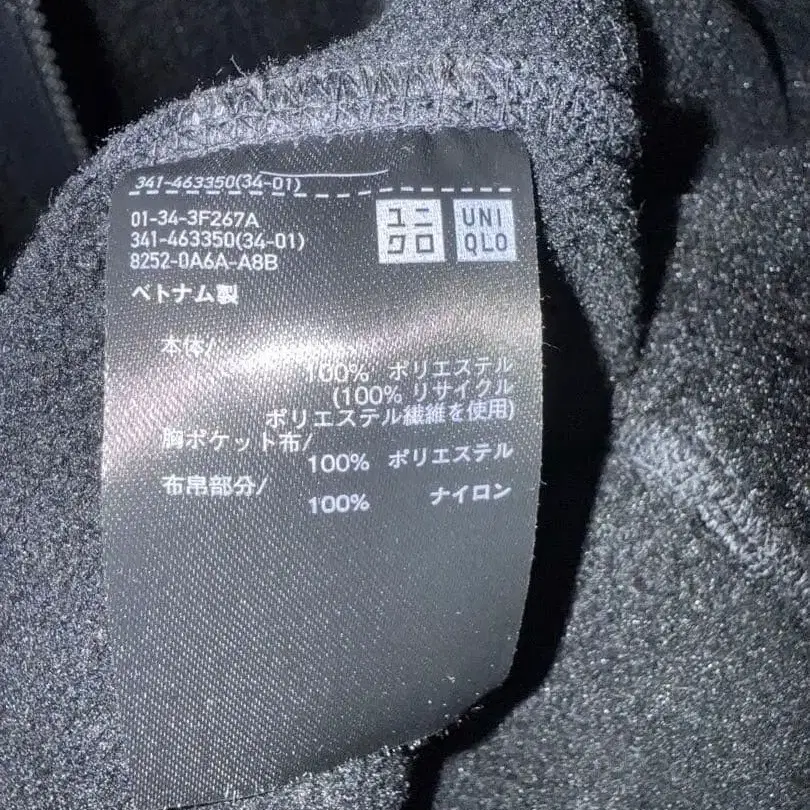 341-463350(34-01)
01-34-3F267A
341-463350(34-01)
8252-0A6A-A8B
ユニ
クロ
UNI
QLO
ベトナム製
本体/
100% ポリエステル
(100% リサイクル
ポリエステル繊維を使用)
胸ポケット布/
100% ポリエステル
布帛部分/
100% ナイロン